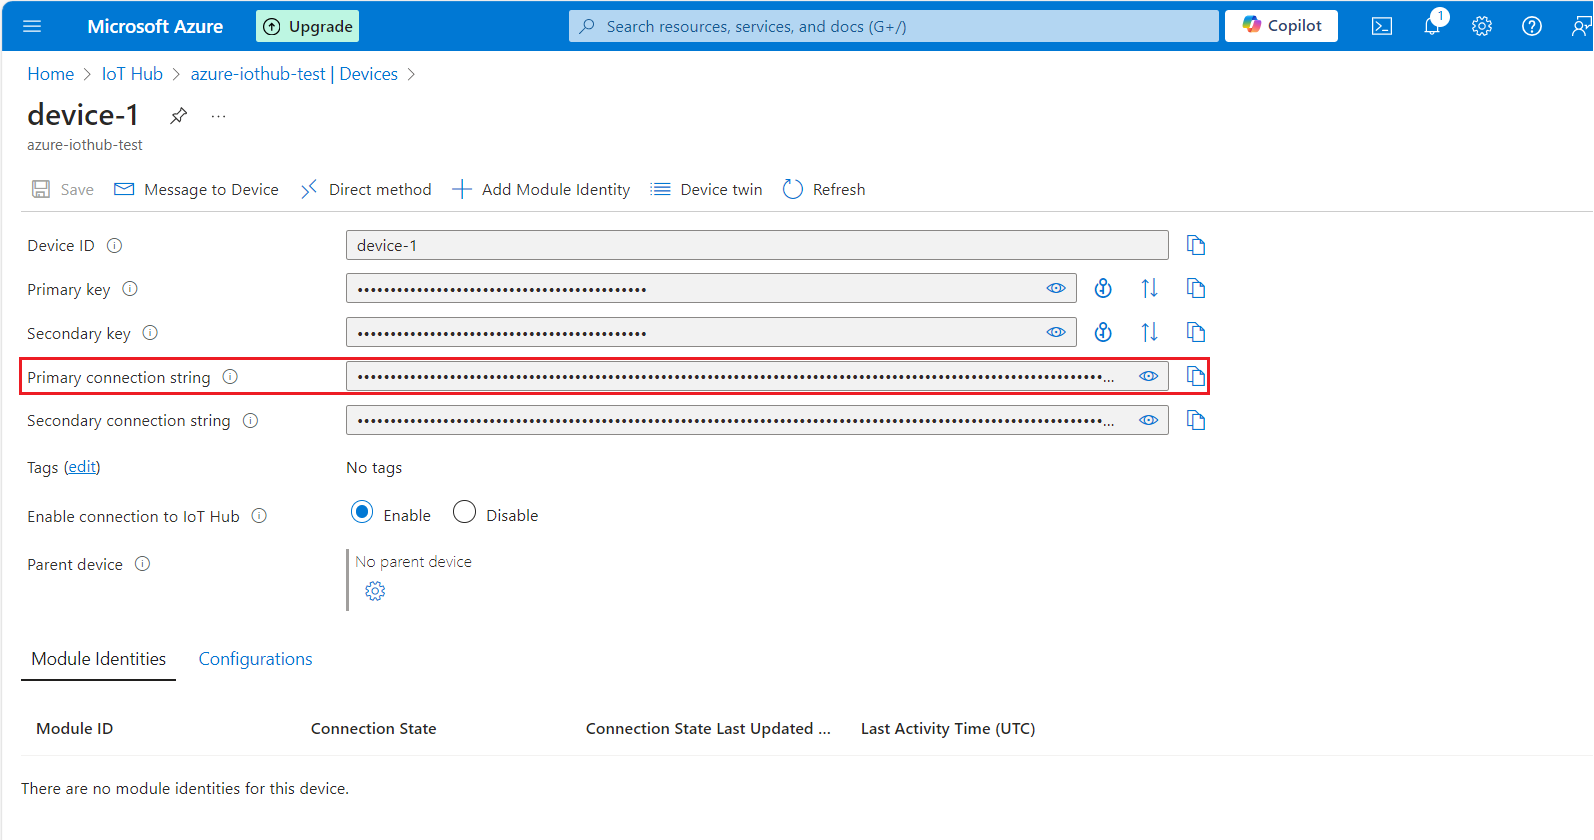 Microsoft Azure Upgrade Search resources, services, and docs (G+/) Copilot 1
Home > IoT Hub > azure-iothub-test | Devices >
device-1 ...
azure-iothub-test
Save Message to Device Direct method Add Module Identity Device twin Refresh
Device ID device-1
Primary key ••••••••••••••••••••••••••••••••••••••••••••
Secondary key ••••••••••••••••••••••••••••••••••••••••••••
Primary connection string ...
Secondary connection string ...
Tags (edit) No tags
Enable connection to IoT Hub Enable Disable
Parent device No parent device
Module Identities Configurations
Module ID Connection State Connection State Last Updated ... Last Activity Time (UTC)
There are no module identities for this device.